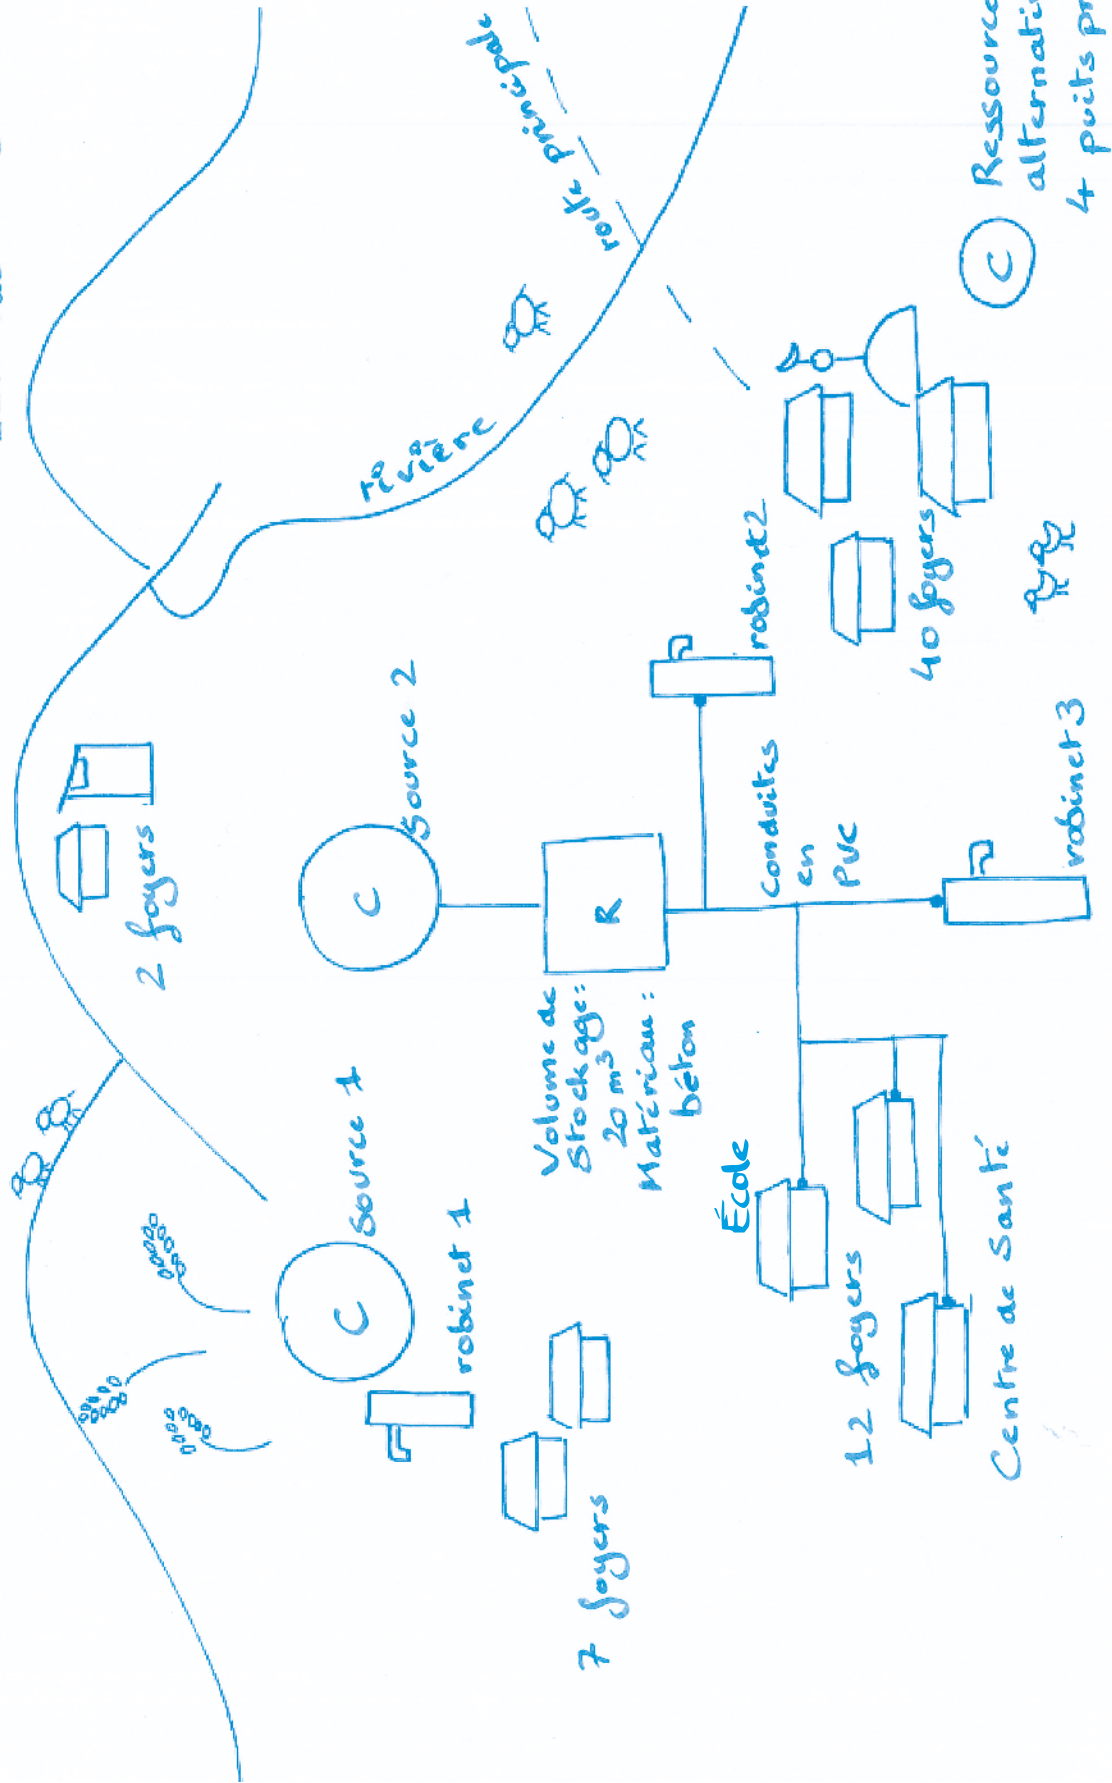 2 foyers
Source 1
robinet 1
7 foyers
Source 2
R
C
C
Volume de
Stockage:
20 m³
Matériau:
béton
conduites
en
PVC
École
12 foyers
Centre de Santé
robinet 2
robinet 3
40 foyers
rivière
route principale
C
Ressource
alternati
4 puits pr